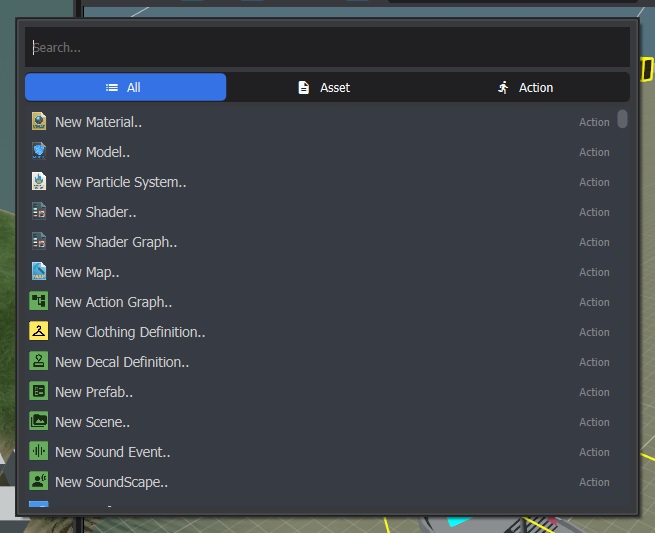 Search...
All Asset Action
New Material.. Action
New Model.. Action
New Particle System.. Action
New Shader.. Action
New Shader Graph.. Action
New Map.. Action
New Action Graph.. Action
New Clothing Definition.. Action
New Decal Definition.. Action
New Prefab.. Action
New Scene.. Action
New Sound Event.. Action
New SoundScape.. Action